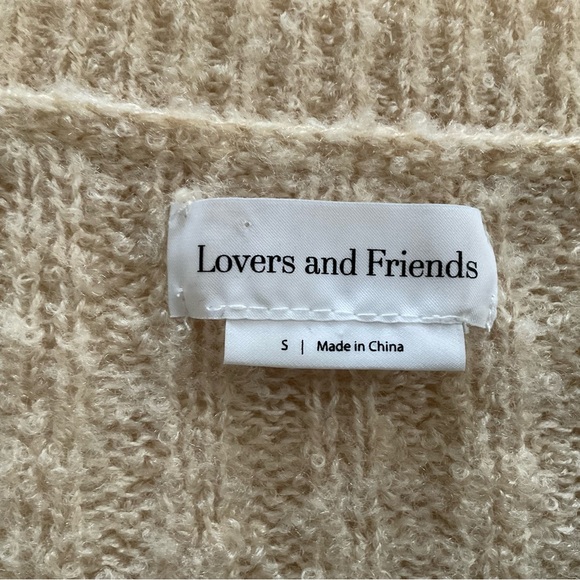 Lovers and Friends
S | Made in China